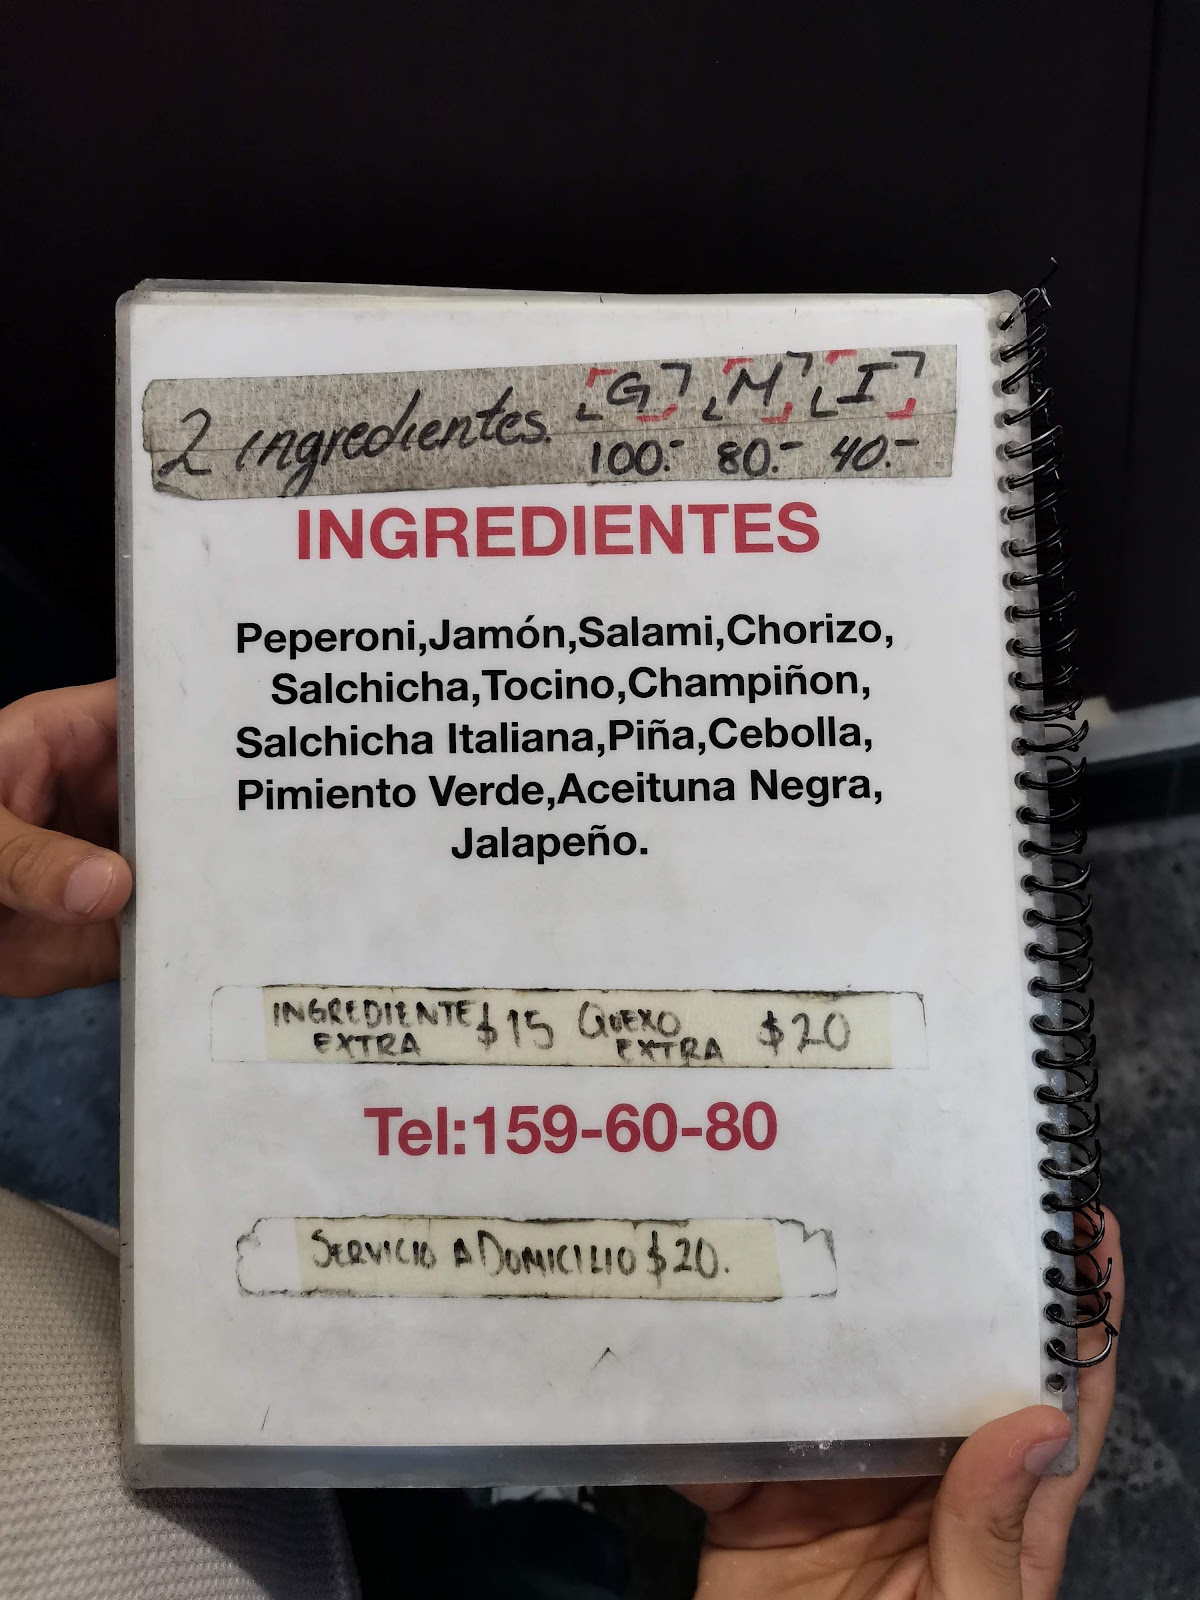 2 ingredientes. G M I
100.- 80.- 40.-
INGREDIENTES
Peperoni,Jamón,Salami,Chorizo,
Salchicha,Tocino,Champiñon,
Salchicha Italiana,Piña,Cebolla,
Pimiento Verde,Aceituna Negra,
Jalapeño.
INGREDIENTE EXTRA $15 QUEXO EXTRA $20
Tel:159-60-80
SERVICIO A DOMICILIO $20.